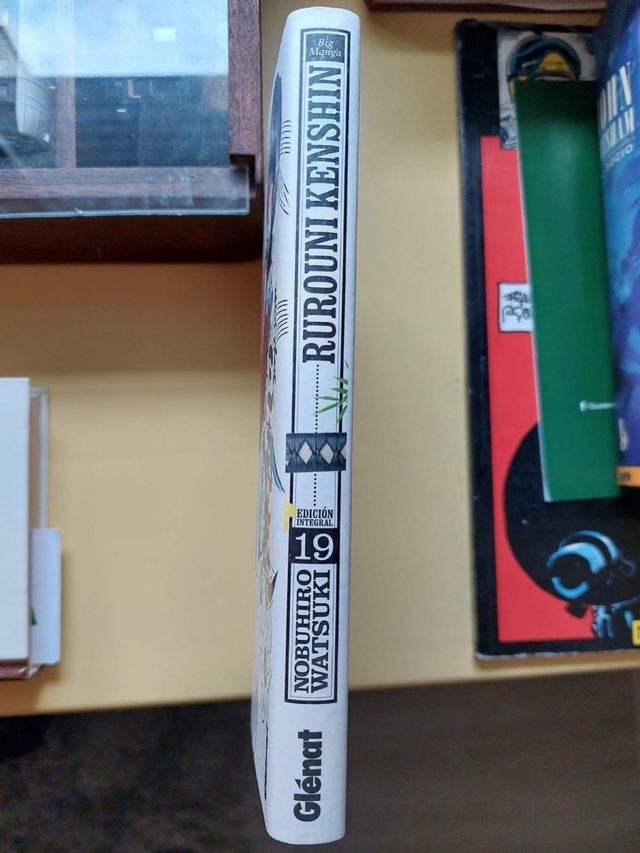 Big
Manga
RUROUNI KENSHIN
EDICIÓN
INTEGRAL
19
NOBUHIRO
WATSUKI
Glénat